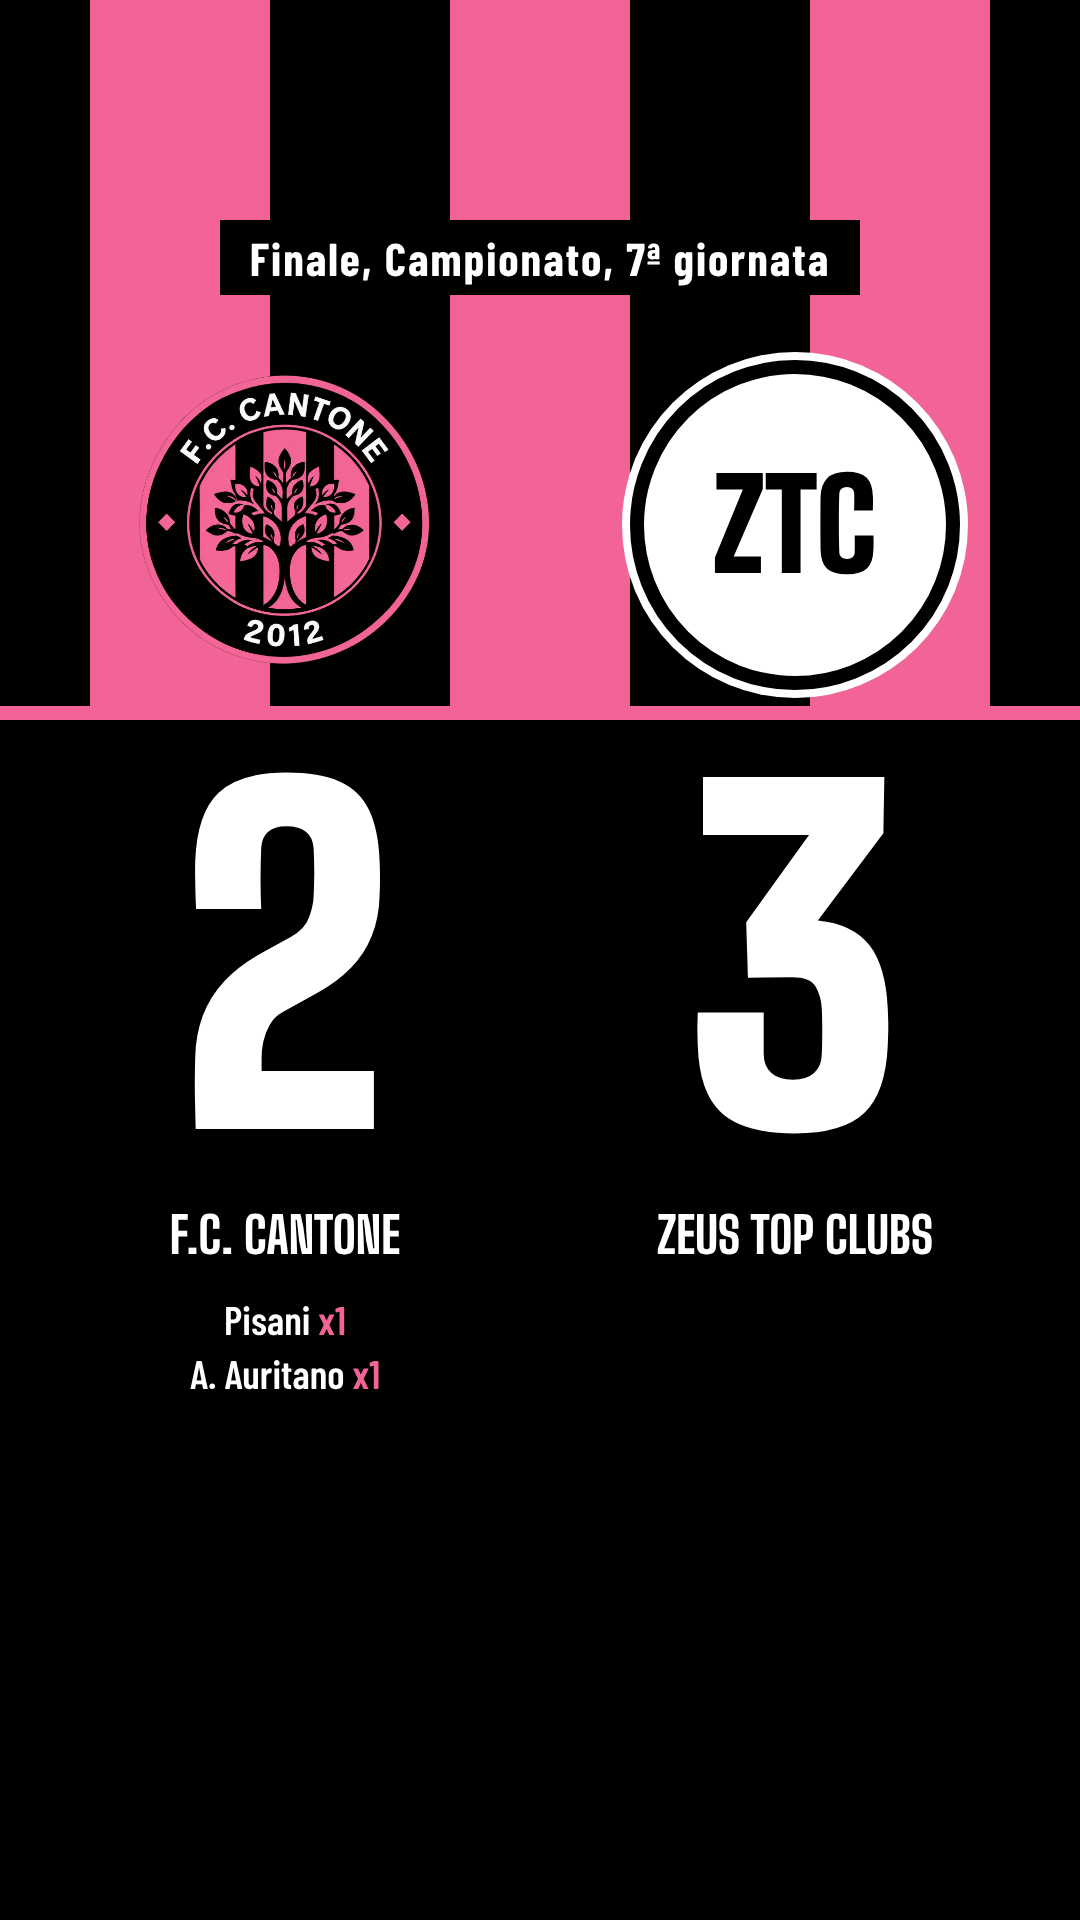 Finale, Campionato, 7ª giornata
F.C. CANTONE
2012
ZTC
2
3
F.C. CANTONE
ZEUS TOP CLUBS
Pisani x1
A. Auritano x1